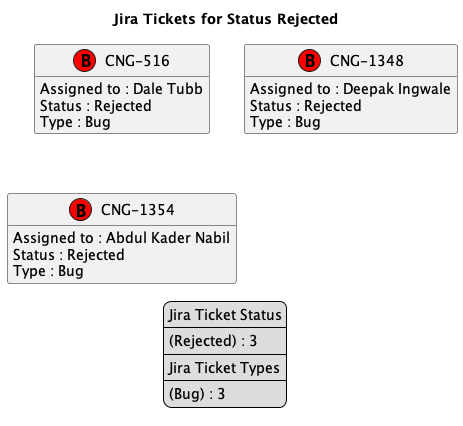 Jira Tickets for Status Rejected
B CNG-516
Assigned to : Dale Tubb
Status : Rejected
Type : Bug
B CNG-1348
Assigned to : Deepak Ingwale
Status : Rejected
Type : Bug
B CNG-1354
Assigned to : Abdul Kader Nabil
Status : Rejected
Type : Bug
Jira Ticket Status
(Rejected) : 3
Jira Ticket Types
(Bug) : 3